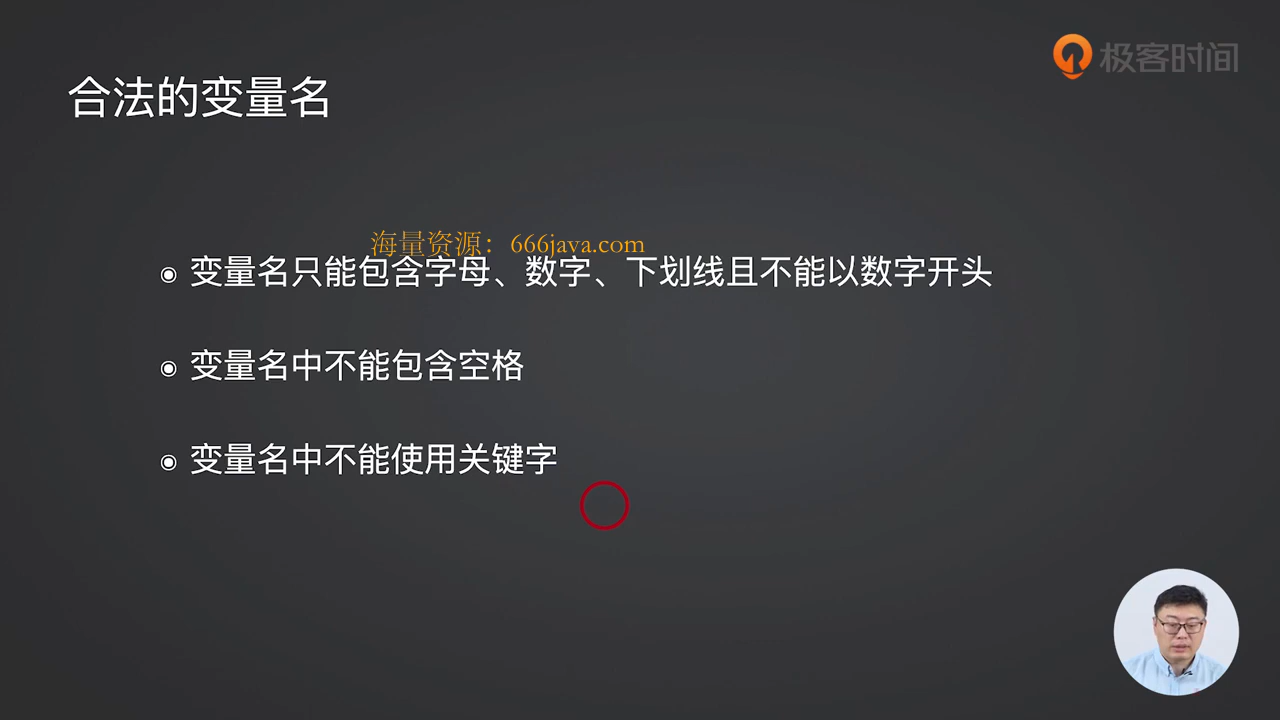 极客时间
合法的变量名
海量资源：666java.com
变量名只能包含字母、数字、下划线且不能以数字开头
变量名中不能包含空格
变量名中不能使用关键字